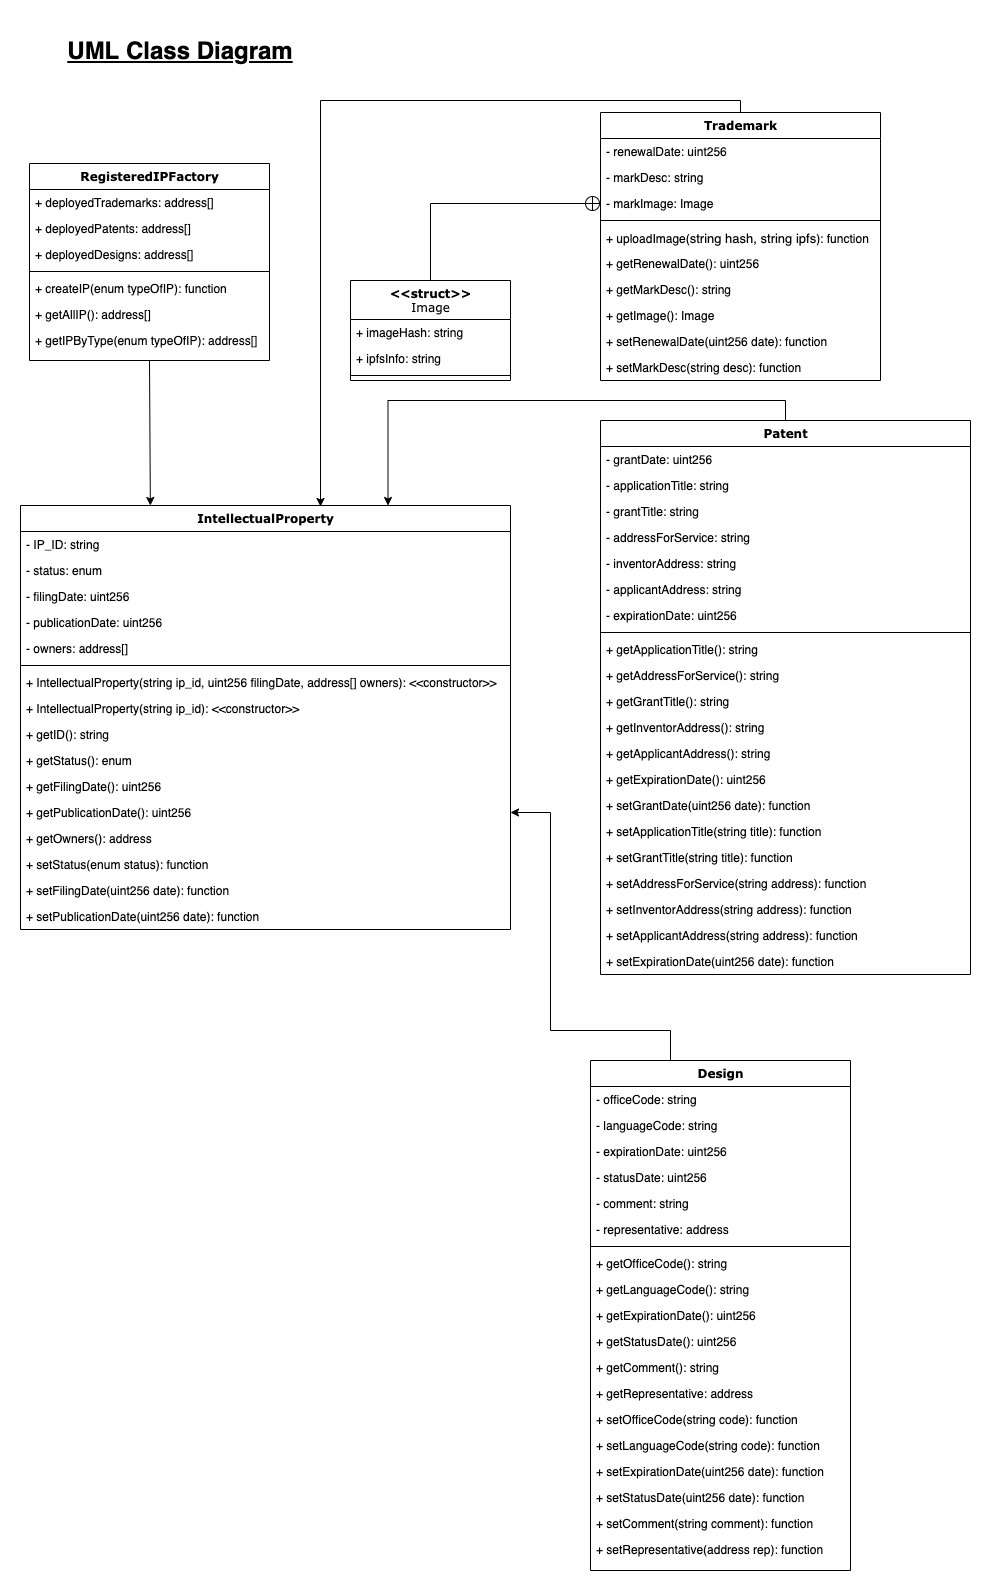 UML Class Diagram
RegisteredIPFactory
+ deployedTrademarks: address[]
+ deployedPatents: address[]
+ deployedDesigns: address[]
+ createIP(enum typeOfIP): function
+ getAllIP(): address[]
+ getIPByType(enum typeOfIP): address[]
<<struct>>
Image
+ imageHash: string
+ ipfsInfo: string
Trademark
- renewalDate: uint256
- markDesc: string
- markImage: Image
+ uploadImage(string hash, string ipfs): function
+ getRenewalDate(): uint256
+ getMarkDesc(): string
+ getImage(): Image
+ setRenewalDate(uint256 date): function
+ setMarkDesc(string desc): function
IntellectualProperty
- IP_ID: string
- status: enum
- filingDate: uint256
- publicationDate: uint256
- owners: address[]
+ IntellectualProperty(string ip_id, uint256 filingDate, address[] owners): <<constructor>>
+ IntellectualProperty(string ip_id): <<constructor>>
+ getID(): string
+ getStatus(): enum
+ getFilingDate(): uint256
+ getPublicationDate(): uint256
+ getOwners(): address
+ setStatus(enum status): function
+ setFilingDate(uint256 date): function
+ setPublicationDate(uint256 date): function
Patent
- grantDate: uint256
- applicationTitle: string
- grantTitle: string
- addressForService: string
- inventorAddress: string
- applicantAddress: string
- expirationDate: uint256
+ getApplicationTitle(): string
+ getAddressForService(): string
+ getGrantTitle(): string
+ getInventorAddress(): string
+ getApplicantAddress(): string
+ getExpirationDate(): uint256
+ setGrantDate(uint256 date): function
+ setApplicationTitle(string title): function
+ setGrantTitle(string title): function
+ setAddressForService(string address): function
+ setInventorAddress(string address): function
+ setApplicantAddress(string address): function
+ setExpirationDate(uint256 date): function
Design
- officeCode: string
- languageCode: string
- expirationDate: uint256
- statusDate: uint256
- comment: string
- representative: address
+ getOfficeCode(): string
+ getLanguageCode(): string
+ getExpirationDate(): uint256
+ getStatusDate(): uint256
+ getComment(): string
+ getRepresentative: address
+ setOfficeCode(string code): function
+ setLanguageCode(string code): function
+ setExpirationDate(uint256 date): function
+ setStatusDate(uint256 date): function
+ setComment(string comment): function
+ setRepresentative(address rep): function